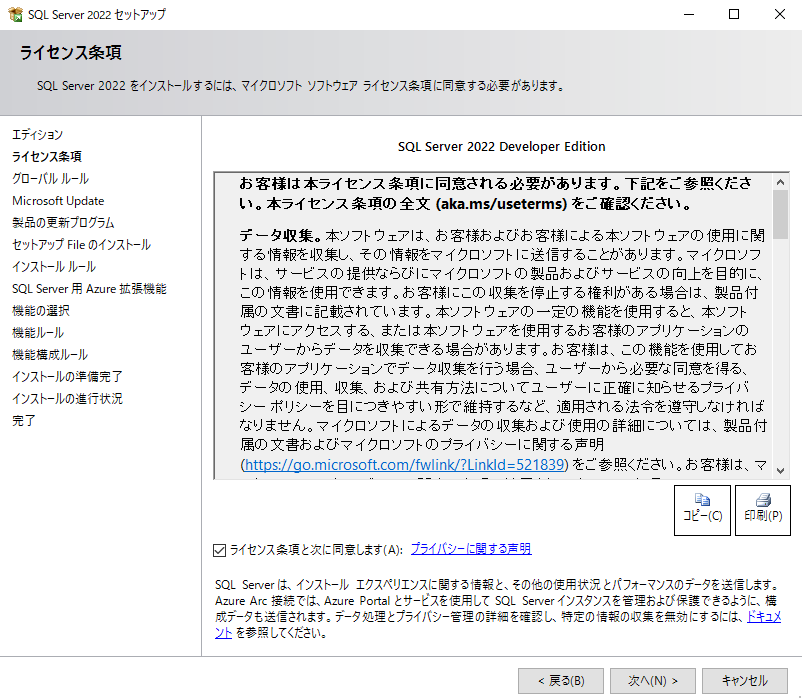 SQL Server 2022 セットアップ
ライセンス条項
SQL Server 2022 をインストールするには、マイクロソフト ソフトウェア ライセンス条項に同意する必要があります。
エディション
ライセンス条項
グローバル ルール
Microsoft Update
製品の更新プログラム
セットアップ File のインストール
インストール ルール
SQL Server 用 Azure 拡張機能
機能の選択
機能ルール
機能構成ルール
インストールの準備完了
インストールの進行状況
完了
SQL Server 2022 Developer Edition
お客様は本ライセンス条項に同意される必要があります。下記をご参照くださ
い。本ライセンス条項の全文 (aka.ms/useterms) をご確認ください。
データ収集。本ソフトウェアは、お客様およびお客様による本ソフトウェアの使用に関
する情報を収集し、その情報をマイクロソフトに送信することがあります。マイクロソフ
トは、サービスの提供ならびにマイクロソフトの製品およびサービスの向上を目的に、
この情報を使用できます。お客様にこの収集を停止する権利がある場合は、製品付
属の文書に記載されています。本ソフトウェアの一定の機能を使用すると、本ソフト
ウェアにアクセスする、または本ソフトウェアを使用するお客様のアプリケーションの
ユーザーからデータを収集できる場合があります。お客様は、この機能を使用してお
客様のアプリケーションでデータ収集を行う場合、ユーザーから必要な同意を得る、
データの使用、収集、および共有方法についてユーザーに正確に知らせるプライバ
シー ポリシーを目につきやすい形で維持するなど、適用される法令を遵守しなければ
なりません。マイクロソフトによるデータの収集および使用の詳細については、製品付
属の文書およびマイクロソフトのプライバシーに関する声明
(https://go.microsoft.com/fwlink/?LinkId=521839) をご参照ください。お客様は、マ
コピー(C)
印刷(P)
ライセンス条項と次に同意します(A): プライバシーに関する声明
SQL Server は、インストール エクスペリエンスに関する情報と、その他の使用状況とパフォーマンスのデータを送信します。
Azure Arc 接続では、Azure Portal とサービスを使用して SQL Server インスタンスを管理および保護できるように、構
成データも送信されます。データ処理とプライバシー管理の詳細を確認し、特定の情報の収集を無効にするには、ドキュメ
ント を参照してください。
< 戻る(B)
次へ(N) >
キャンセル